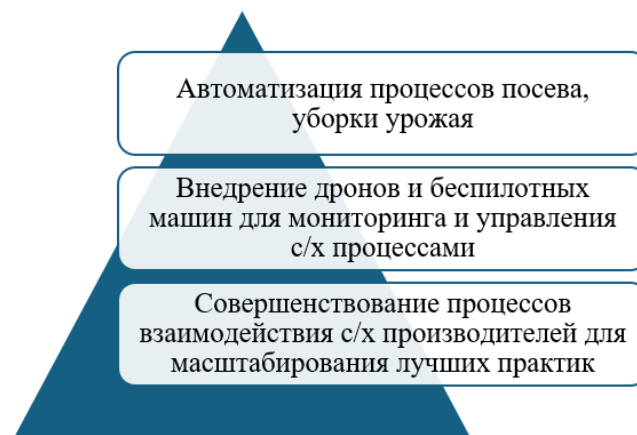 Автоматизация процессов посева,
уборки урожая
Внедрение дронов и беспилотных
машин для мониторинга и управления
с/х процессами
Совершенствование процессов
взаимодействия с/х производителей для
масштабирования лучших практик